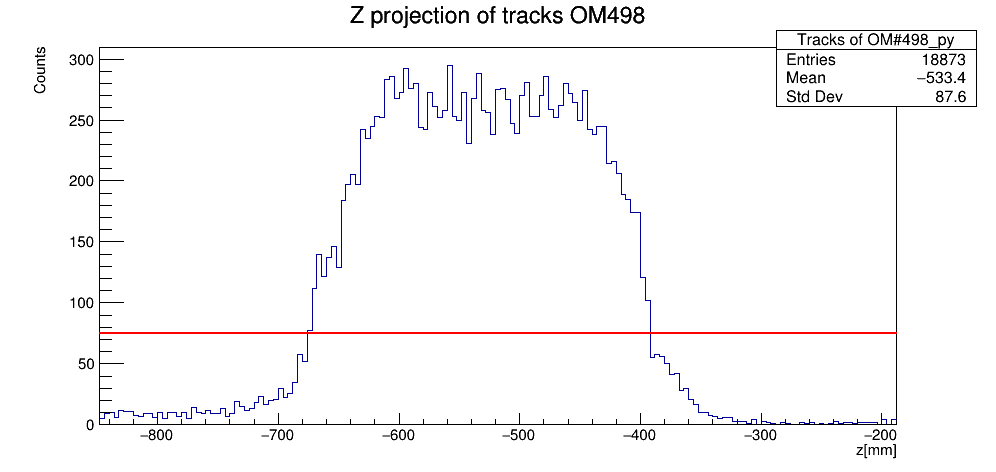 Z projection of tracks OM498
Tracks of OM#498_py
Entries 18873
Mean −533.4
Std Dev 87.6
Counts
300
250
200
150
100
50
0
−800 −700 −600 −500 −400 −300 −200
z[mm]